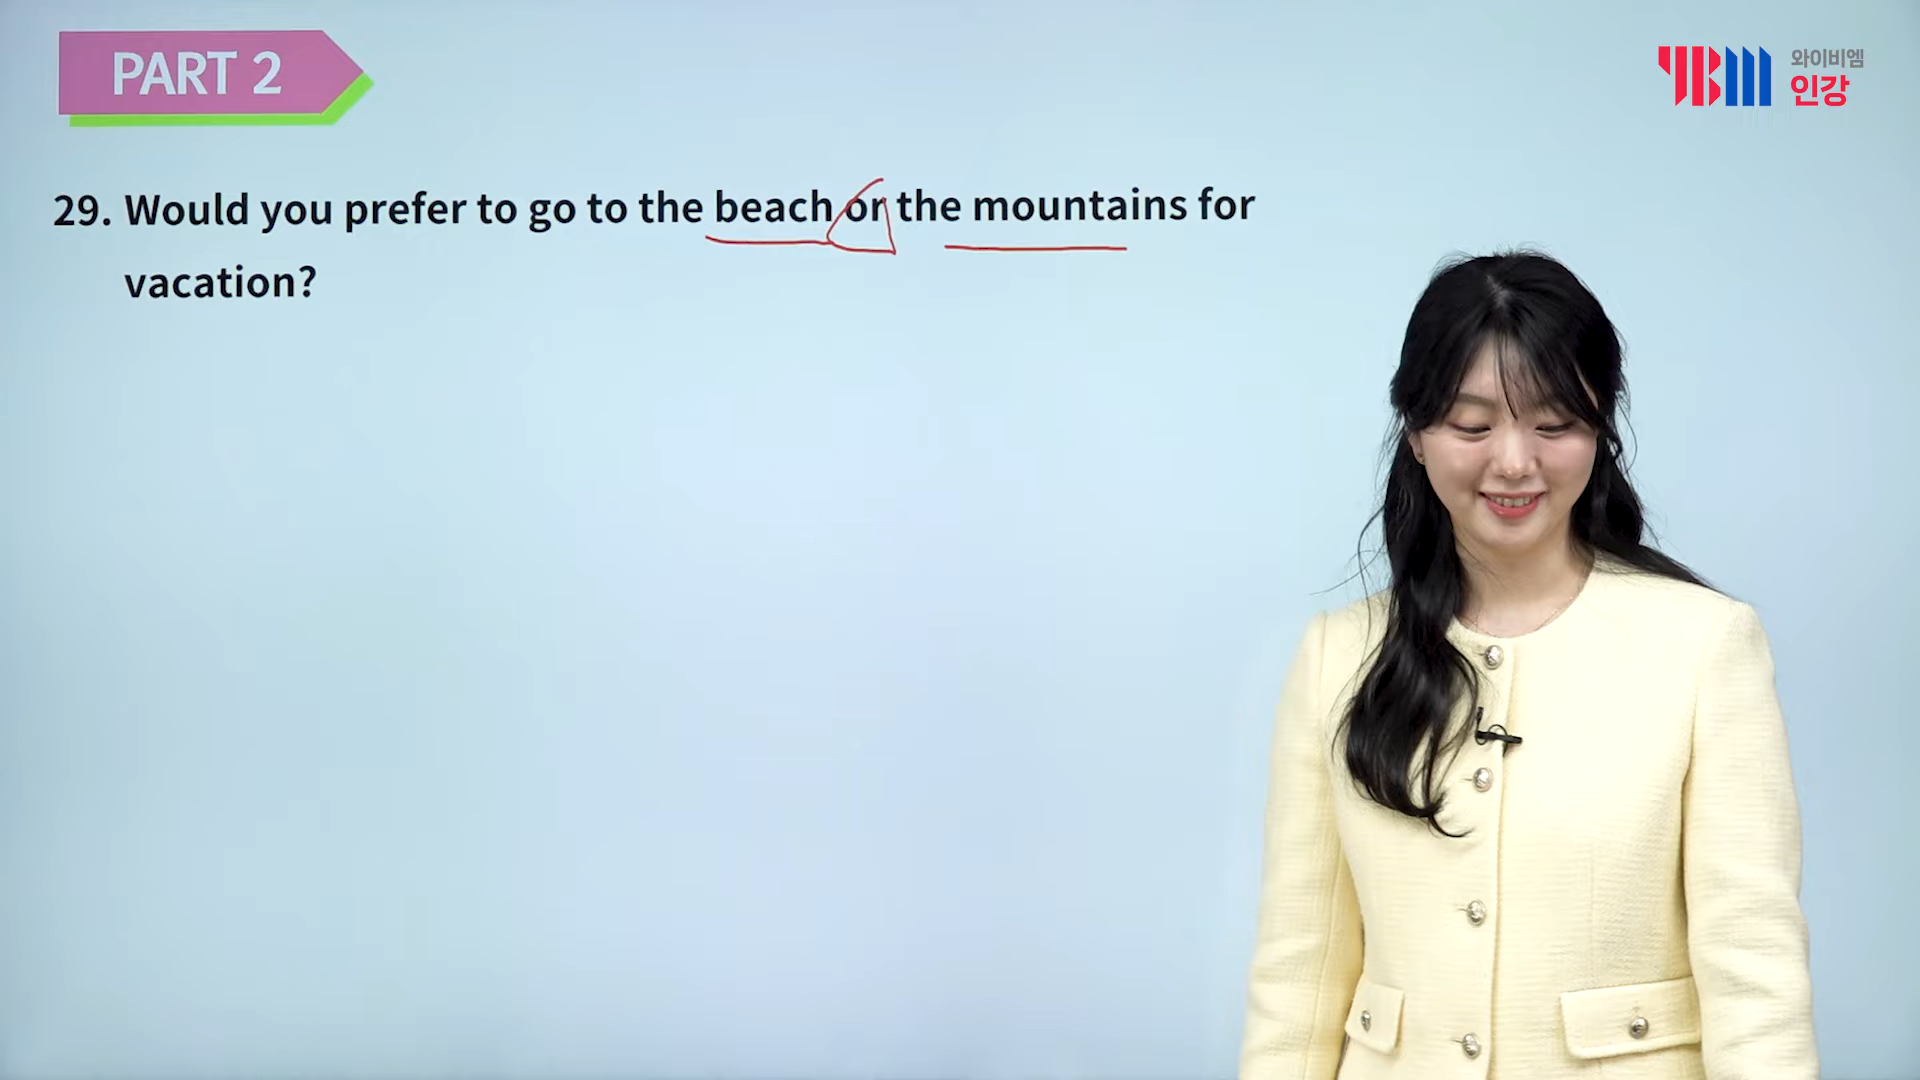 PART 2
YBM 와이비엠
인강
29. Would you prefer to go to the beach or the mountains for
vacation?